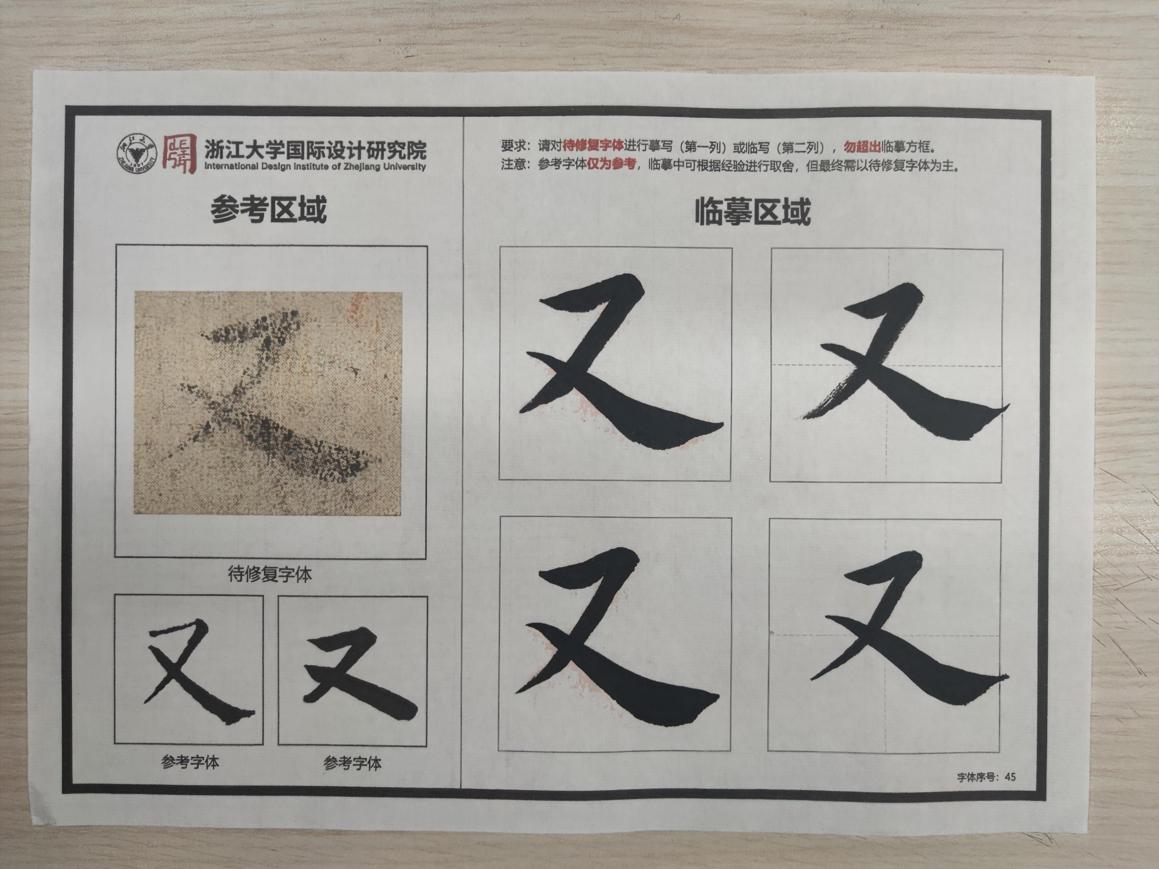 浙江大学国际设计研究院
International Design Institute of Zhejiang University
参考区域
又
待修复字体
又
又
参考字体
参考字体
要求：请对待修复字体进行摹写（第一列）或临写（第二列），勿超出临摹方框。
注意：参考字体仅为参考，临摹中可根据经验进行取舍，但最终需以待修复字体为主。
临摹区域
又
又
又
又
字体序号：45